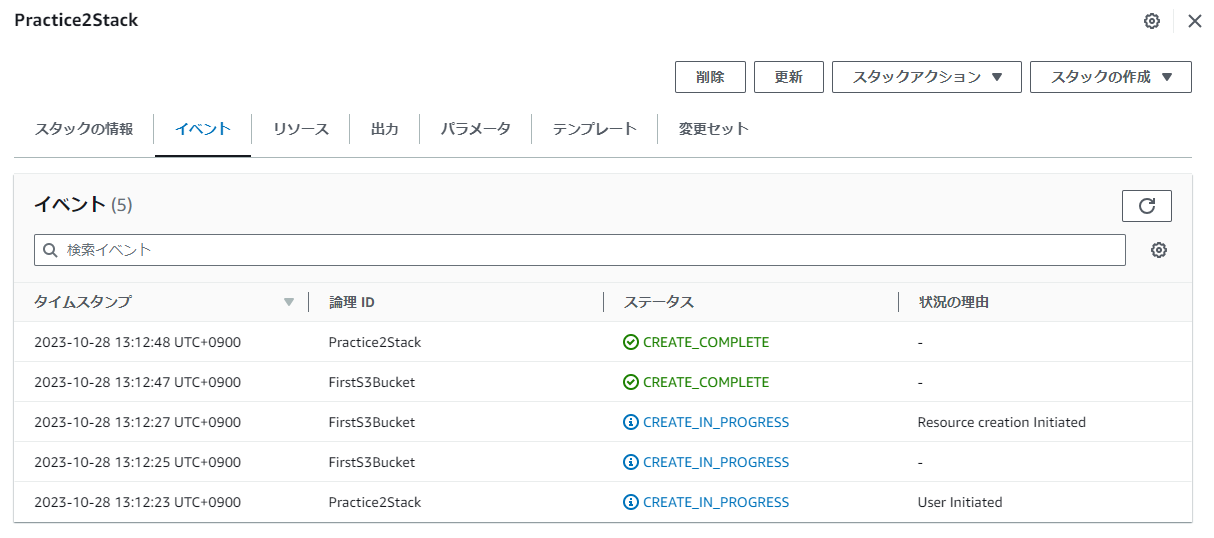 Practice2Stack
削除 更新 スタックアクション ▼ スタックの作成 ▼
スタックの情報 イベント リソース 出力 パラメータ テンプレート 変更セット
イベント (5)
検索イベント
タイムスタンプ ▼ 論理 ID ステータス 状況の理由
2023-10-28 13:12:48 UTC+0900 Practice2Stack CREATE_COMPLETE -
2023-10-28 13:12:47 UTC+0900 FirstS3Bucket CREATE_COMPLETE -
2023-10-28 13:12:27 UTC+0900 FirstS3Bucket CREATE_IN_PROGRESS Resource creation Initiated
2023-10-28 13:12:25 UTC+0900 FirstS3Bucket CREATE_IN_PROGRESS -
2023-10-28 13:12:23 UTC+0900 Practice2Stack CREATE_IN_PROGRESS User Initiated